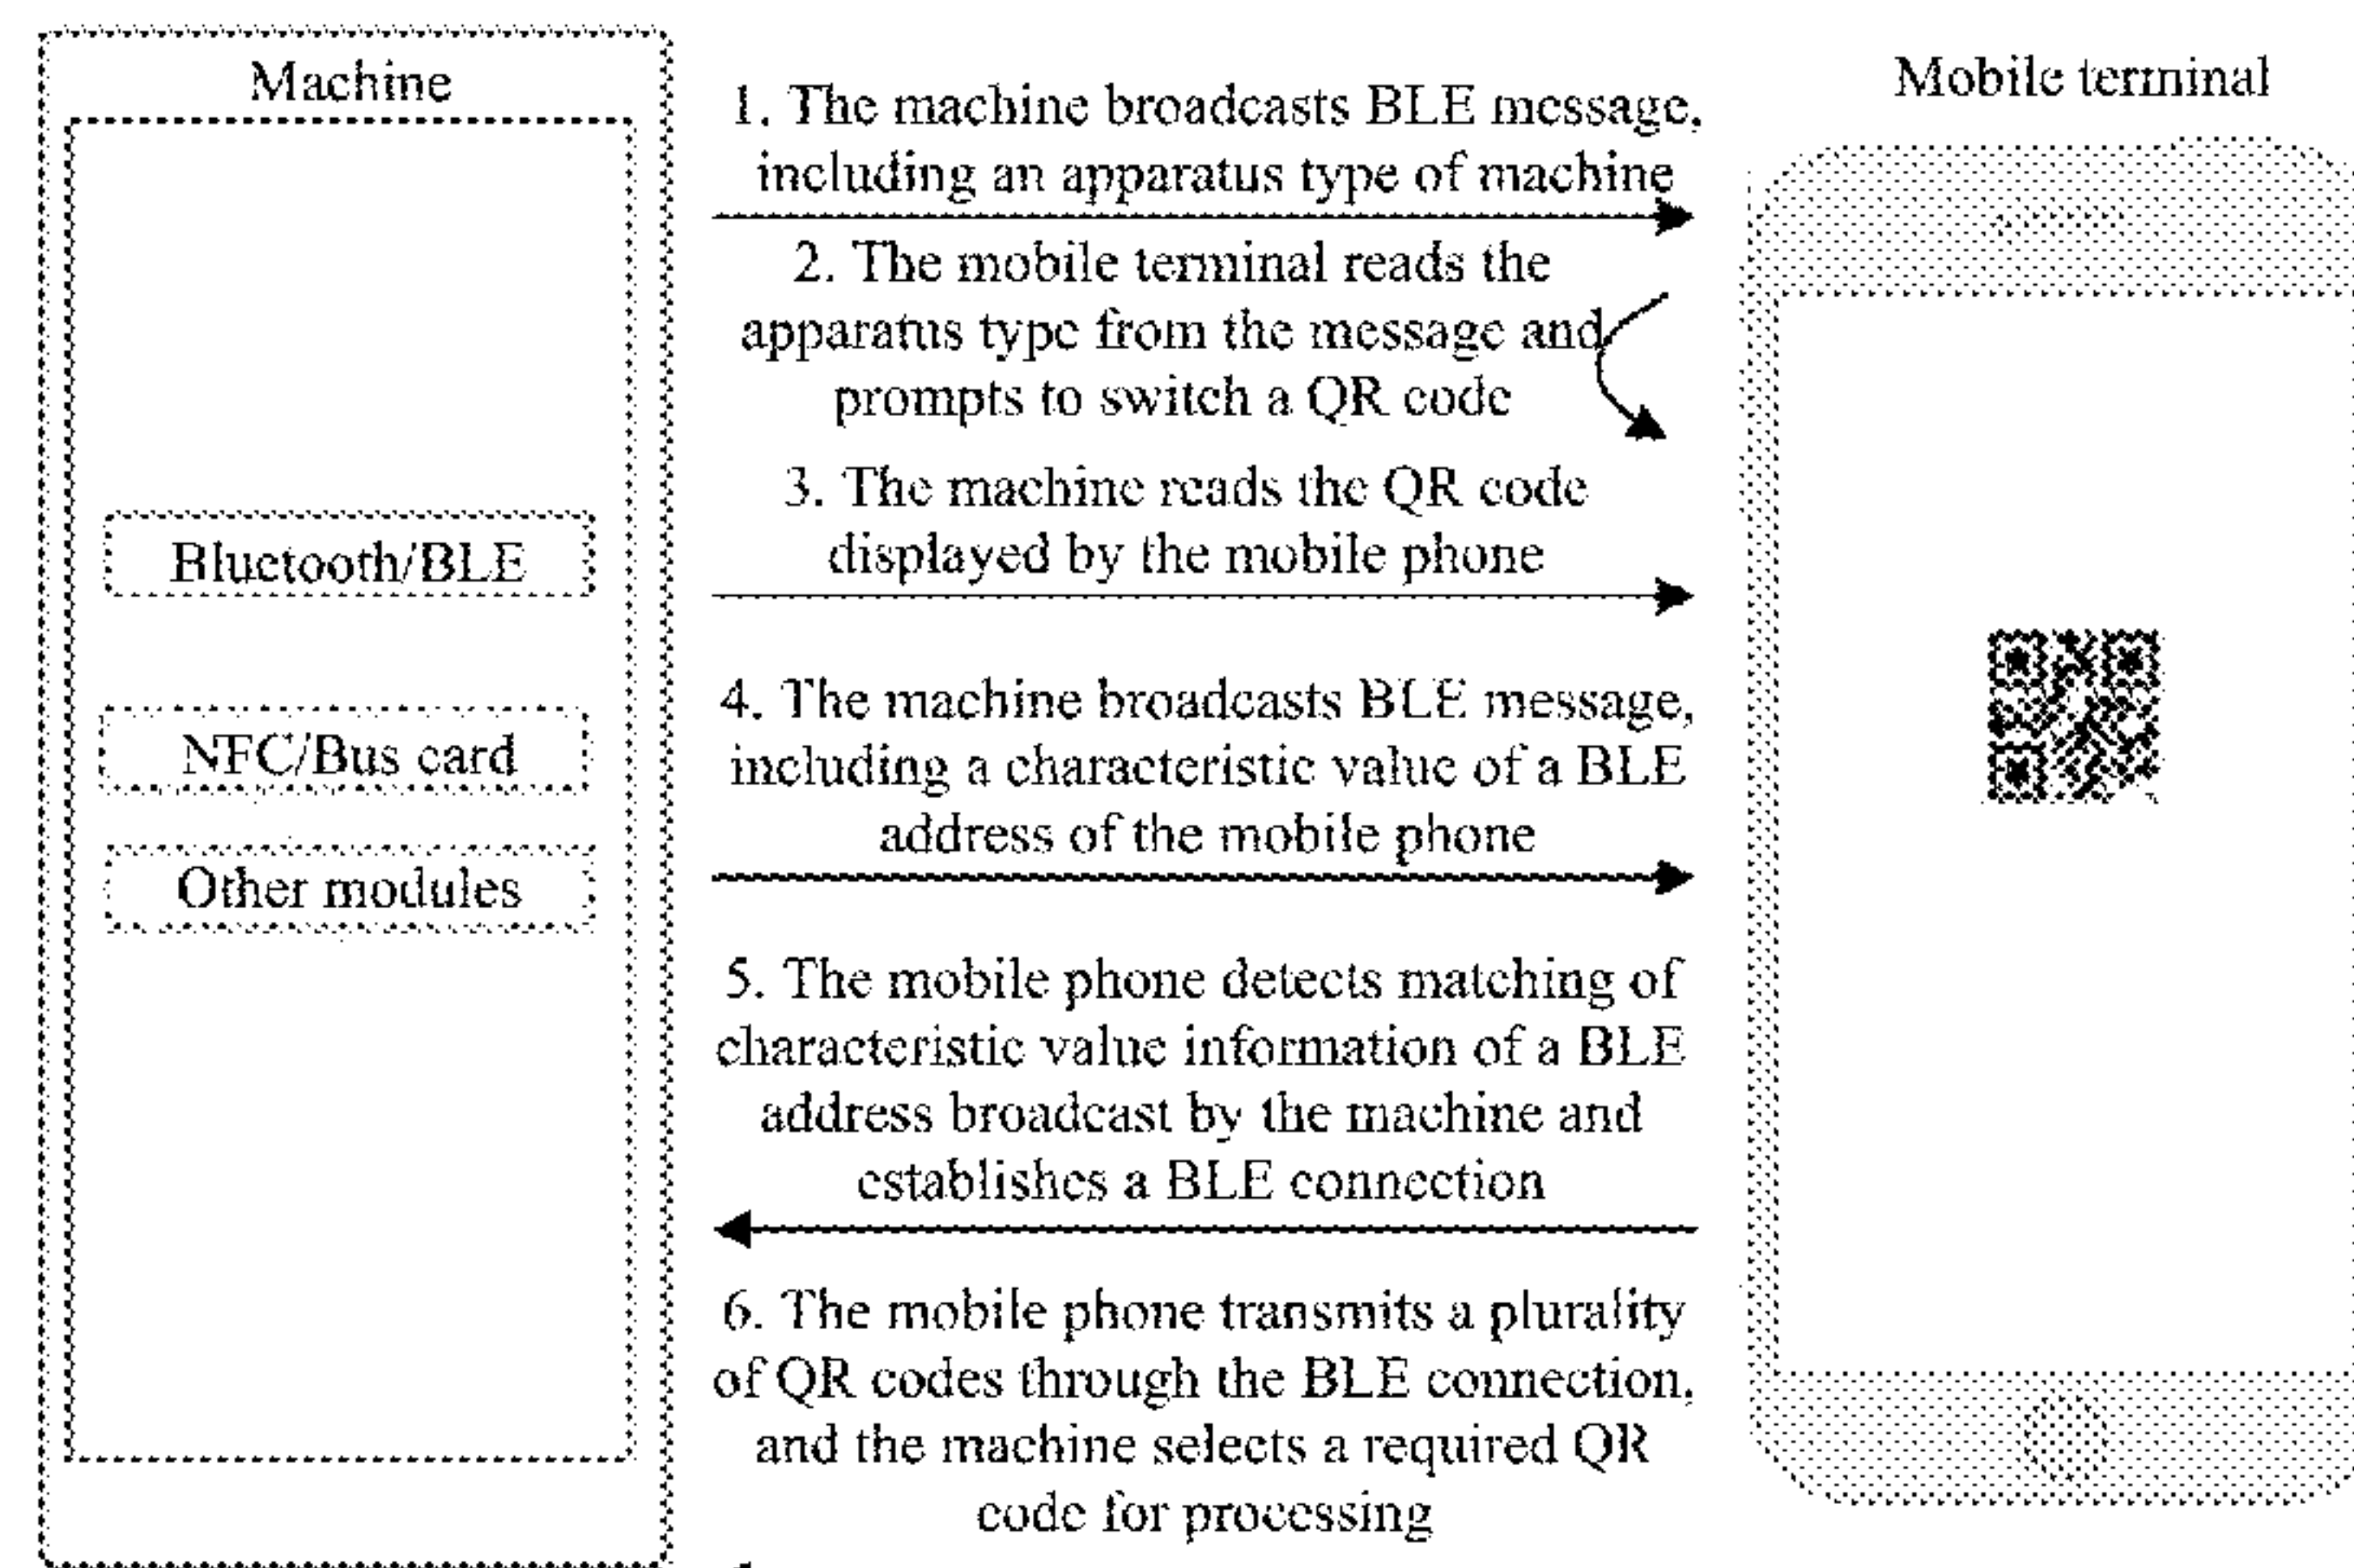 Machine
Bluetooth/BLE
NFC/Bus card
Other modules
1. The machine broadcasts BLE message,
including an apparatus type of machine
2. The mobile terminal reads the
apparatus type from the message and
prompts to switch a QR code
3. The machine reads the QR code
displayed by the mobile phone
4. The machine broadcasts BLE message,
including a characteristic value of a BLE
address of the mobile phone
5. The mobile phone detects matching of
characteristic value information of a BLE
address broadcast by the machine and
establishes a BLE connection
6. The mobile phone transmits a plurality
of QR codes through the BLE connection,
and the machine selects a required QR
code for processing
Mobile terminal